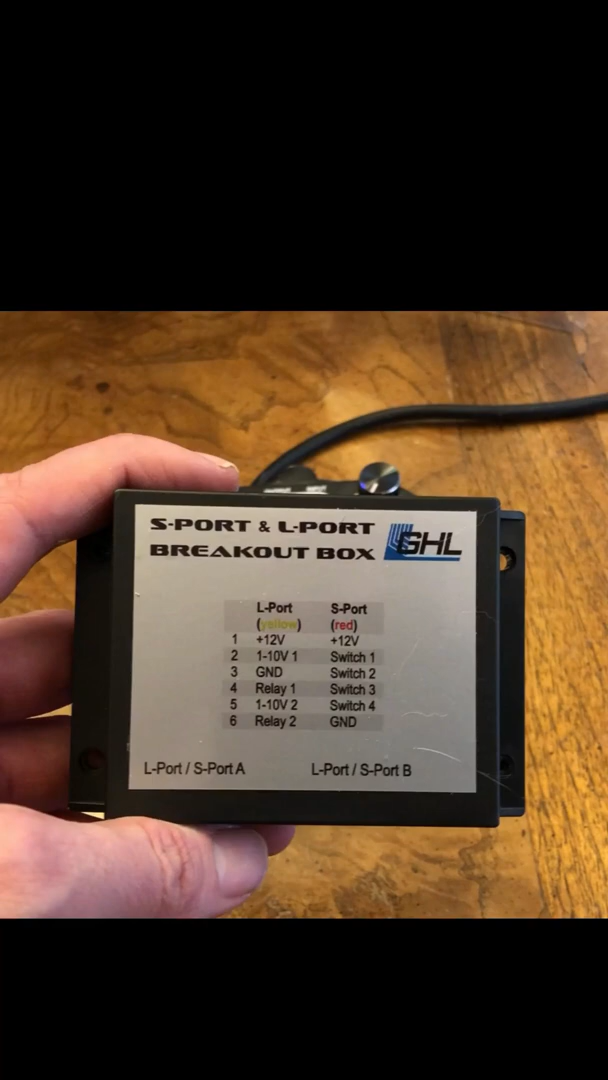 S-PORT & L-PORT
BREAKOUT BOX
GHL
L-Port S-Port
(yellow) (red)
1 +12V +12V
2 1-10V 1 Switch 1
3 GND Switch 2
4 Relay 1 Switch 3
5 1-10V 2 Switch 4
6 Relay 2 GND
L-Port / S-Port A L-Port / S-Port B